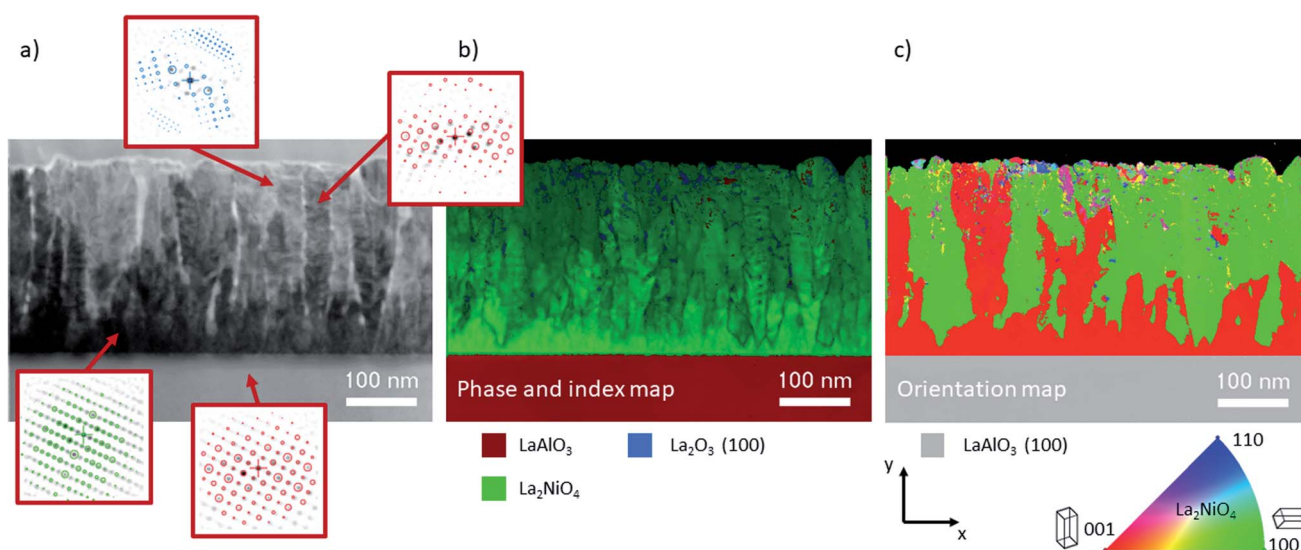 a)
b)
c)
100 nm
Phase and index map
100 nm
Orientation map
100 nm
LaAlO₃
La₂O₃ (100)
La₂NiO₄
LaAlO₃ (100)
y
x
110
La₂NiO₄
001
100